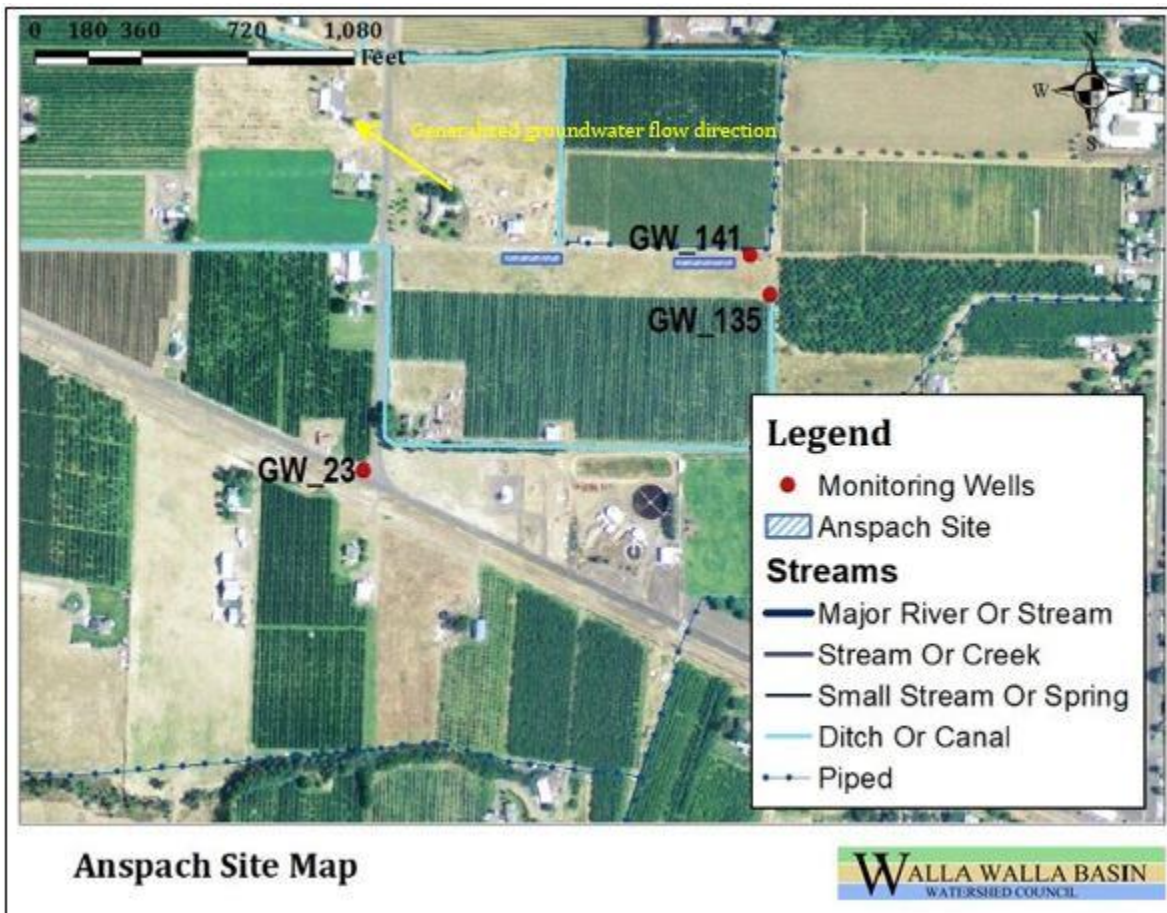 0 180 360 720 1,080
Feet
Generalized groundwater flow direction
N
W E
S
GW_141
GW_135
GW_23
Legend
Monitoring Wells
Anspach Site
Streams
Major River Or Stream
Stream Or Creek
Small Stream Or Spring
Ditch Or Canal
Piped
Anspach Site Map
WALLA WALLA BASIN
WATERSHED COUNCIL